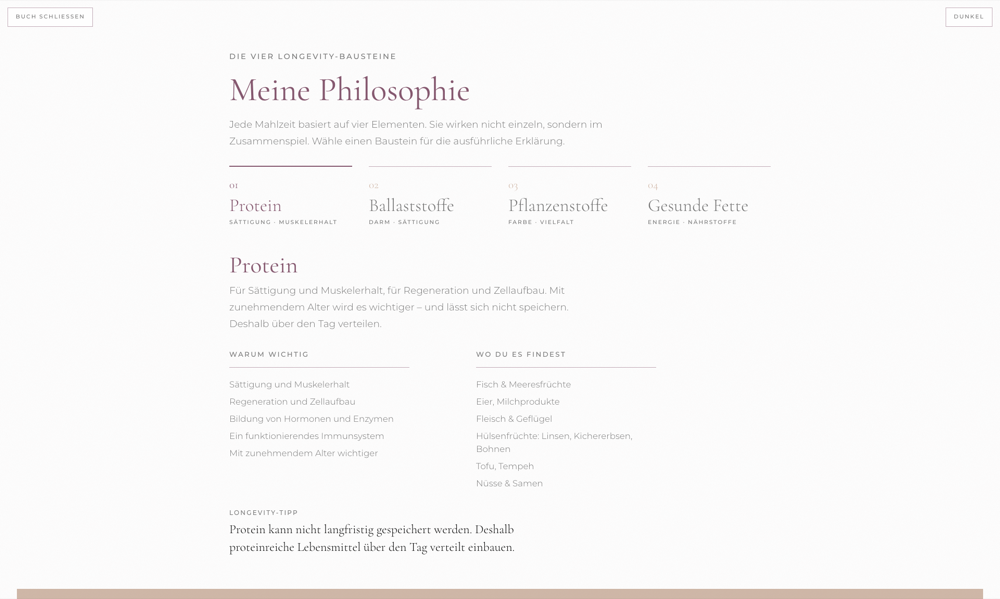 BUCH SCHLIESSEN
DUNKEL
DIE VIER LONGEVITY-BAUSTEINE
Meine Philosophie
Jede Mahlzeit basiert auf vier Elementen. Sie wirken nicht einzeln, sondern im
Zusammenspiel. Wähle einen Baustein für die ausführliche Erklärung.
01
Protein
SÄTTIGUNG · MUSKELERHALT
02
Ballaststoffe
DARM · SÄTTIGUNG
03
Pflanzenstoffe
FARBE · VIELFALT
04
Gesunde Fette
ENERGIE · NÄHRSTOFFE
Protein
Für Sättigung und Muskelerhalt, für Regeneration und Zellaufbau. Mit
zunehmendem Alter wird es wichtiger – und lässt sich nicht speichern.
Deshalb über den Tag verteilen.
WARUM WICHTIG
Sättigung und Muskelerhalt
Regeneration und Zellaufbau
Bildung von Hormonen und Enzymen
Ein funktionierendes Immunsystem
Mit zunehmendem Alter wichtiger
WO DU ES FINDEST
Fisch & Meeresfrüchte
Eier, Milchprodukte
Fleisch & Geflügel
Hülsenfrüchte: Linsen, Kichererbsen,
Bohnen
Tofu, Tempeh
Nüsse & Samen
LONGEVITY-TIPP
Protein kann nicht langfristig gespeichert werden. Deshalb
proteinreiche Lebensmittel über den Tag verteilt einbauen.